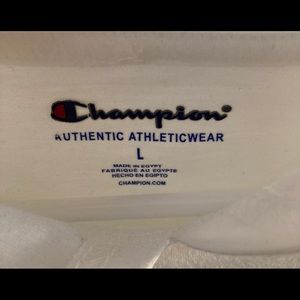 Champion
AUTHENTIC ATHLETICWEAR
L
MADE IN EGYPT
FABRIQUÉ AU EGYPTE
HECHO EN EGIPTO
CHAMPION.COM